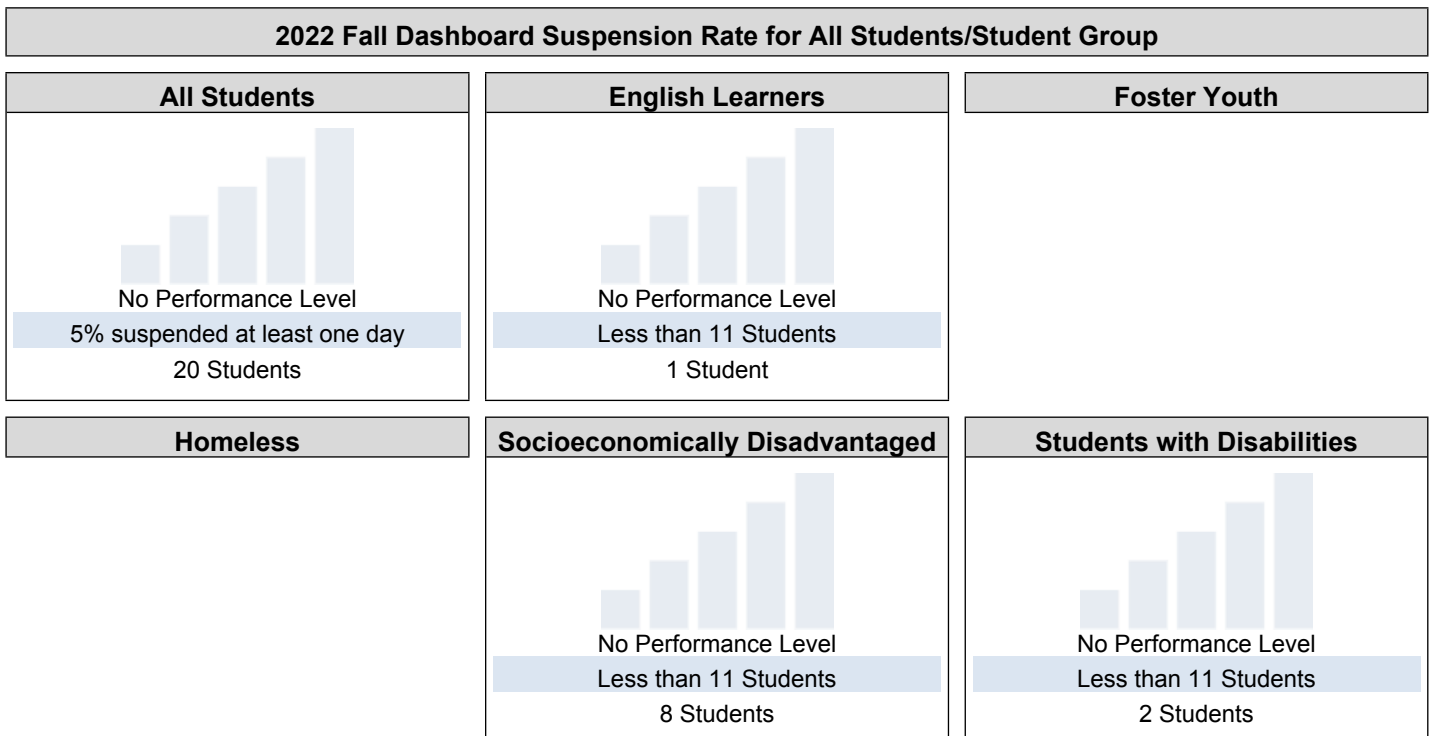 2022 Fall Dashboard Suspension Rate for All Students/Student Group
All Students
No Performance Level
5% suspended at least one day
20 Students
English Learners
No Performance Level
Less than 11 Students
1 Student
Foster Youth
Homeless
Socioeconomically Disadvantaged
No Performance Level
Less than 11 Students
8 Students
Students with Disabilities
No Performance Level
Less than 11 Students
2 Students